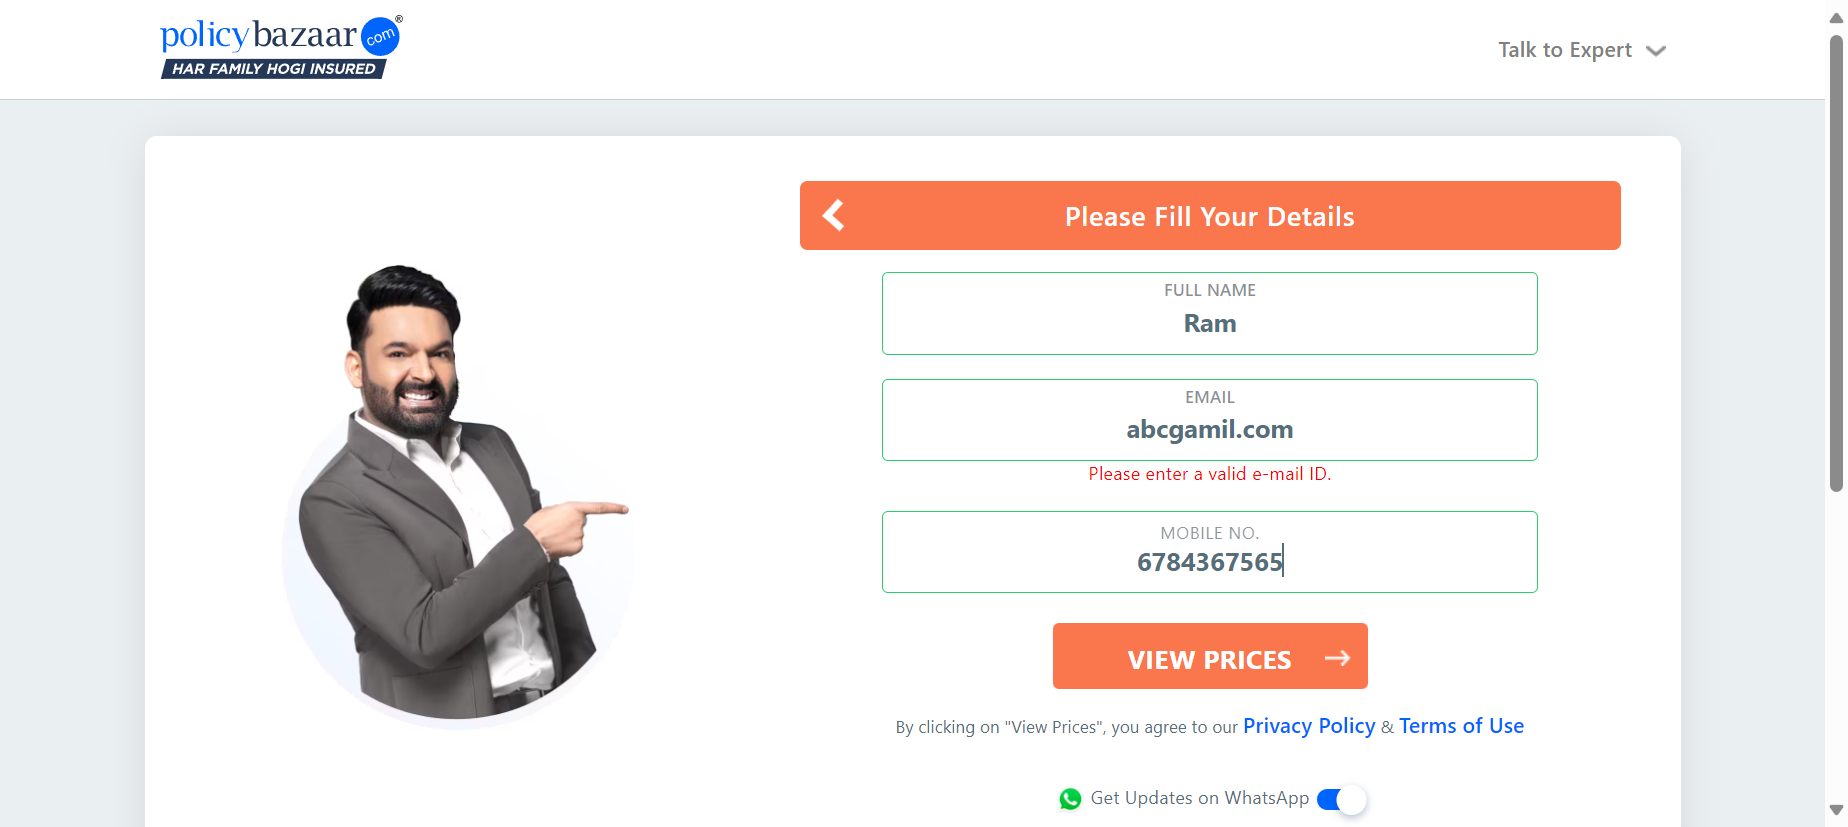 policybazaar com®
HAR FAMILY HOGI INSURED
Talk to Expert
Please Fill Your Details
FULL NAME
Ram
EMAIL
abcgamil.com
Please enter a valid e-mail ID.
MOBILE NO.
6784367565
VIEW PRICES
By clicking on "View Prices", you agree to our Privacy Policy & Terms of Use
Get Updates on WhatsApp